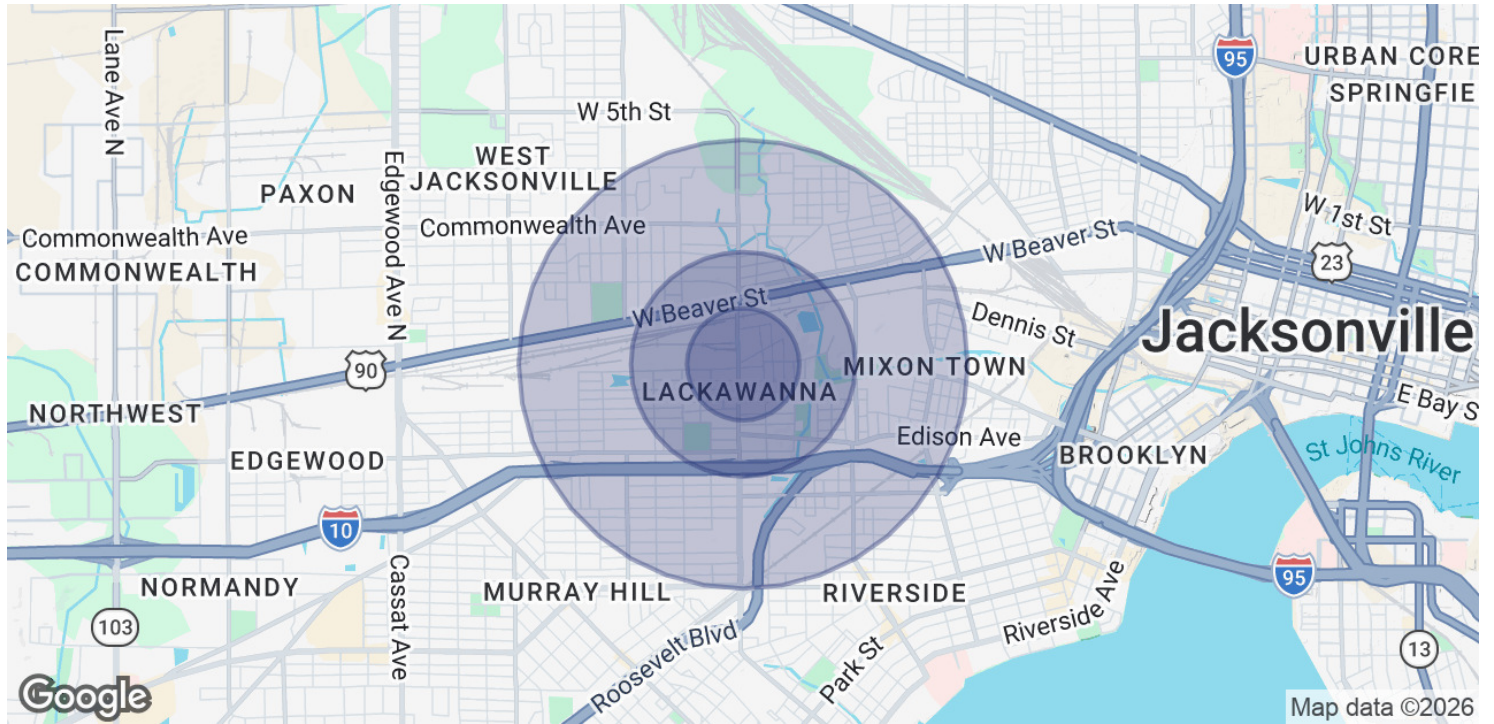 Lane Ave N
95
URBAN CORE
SPRINGFIE
W 5th St
WEST
JACKSONVILLE
PAXON
Edgewood Ave N
Commonwealth Ave
Commonwealth Ave
COMMONWEALTH
W 1st St
W Beaver St
23
W Beaver St
Dennis St
Jacksonville
90
MIXON TOWN
LACKAWANNA
E Bay S
NORTHWEST
Edison Ave
St Johns River
BROOKLYN
EDGEWOOD
10
95
Cassat Ave
NORMANDY
MURRAY HILL
RIVERSIDE
Riverside Ave
103
Roosevelt Blvd
Park St
13
Google
Map data ©2026